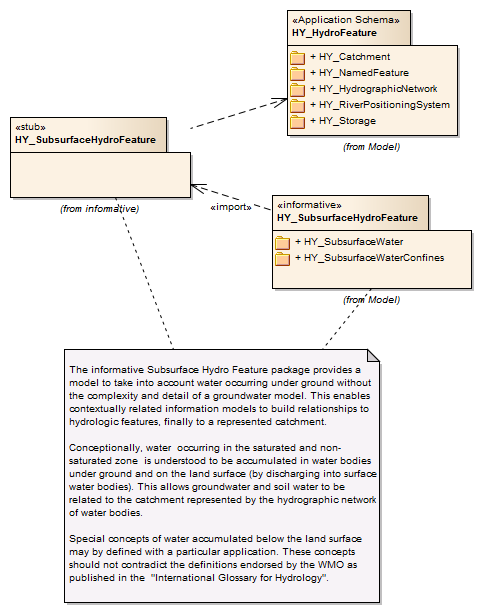 «Application Schema»
HY_HydroFeature
+ HY_Catchment
+ HY_NamedFeature
+ HY_HydrographicNetwork
+ HY_RiverPositioningSystem
+ HY_Storage
(from Model)
«stub»
HY_SubsurfaceHydroFeature
(from informative)
«import»
«informative»
HY_SubsurfaceHydroFeature
+ HY_SubsurfaceWater
+ HY_SubsurfaceWaterConfines
(from Model)
The informative Subsurface Hydro Feature package provides a
model to take into account water occurring under ground without
the complexity and detail of a groundwater model. This enables
contextually related information models to build relationships to
hydrologic features, finally to a represented catchment.
Conceptionally, water occurring in the saturated and non-
saturated zone is understood to be accumulated in water bodies
under ground and on the land surface (by discharging into surface
water bodies). This allows groundwater and soil water to be
related to the catchment represented by the hydrographic network
of water bodies.
Special concepts of water accumulated below the land surface
may by defined with a particular application. These concepts
should not contradict the definitions endorsed by the WMO as
published in the "International Glossary for Hydrology".